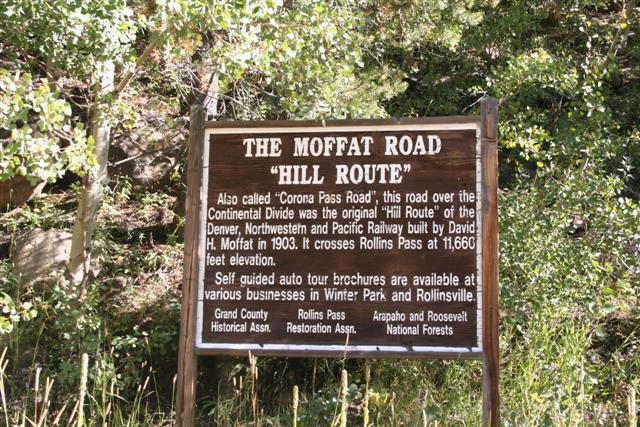 THE MOFFAT ROAD
"HILL ROUTE"
Also called "Corona Pass Road", this road over the
Continental Divide was the original "Hill Route" of the
Denver, Northwestern and Pacific Railway built by David
H. Moffat in 1903. It crosses Rollins Pass at 11,660
feet elevation.
Self guided auto tour brochures are available at
various businesses in Winter Park and Rollinsville.
Grand County Rollins Pass Arapaho and Roosevelt
Historical Assn. Restoration Assn. National Forests